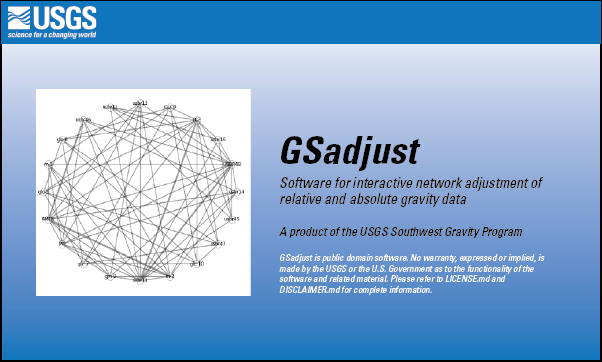 USGS
science for a changing world
GSadjust
Software for interactive network adjustment of
relative and absolute gravity data
A product of the USGS Southwest Gravity Program
GSadjust is public domain software. No warranty, expressed or implied, is
made by the USGS or the U.S. Government as to the functionality of the
software and related material. Please refer to LICENSE.md and
DISCLAIMER.md for complete information.